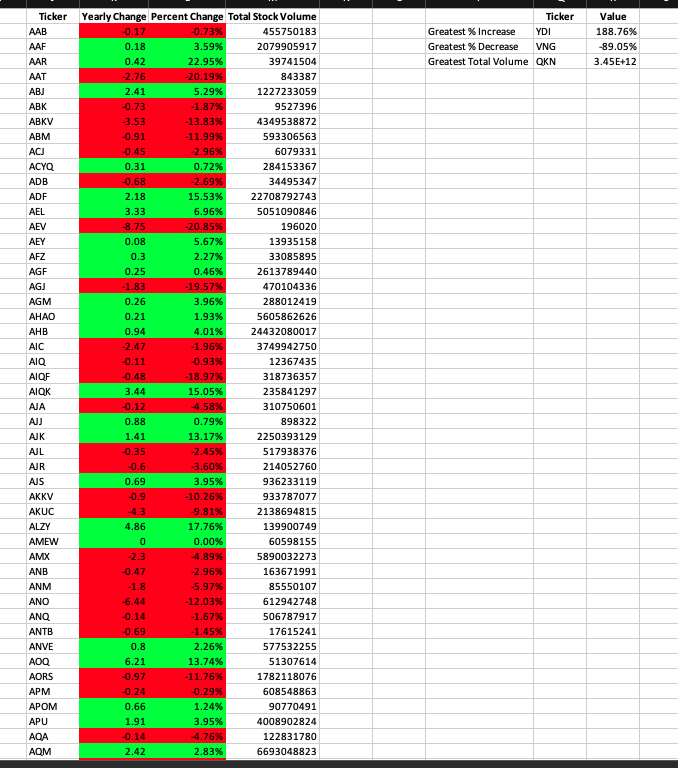 Ticker Yearly Change Percent Change Total Stock Volume Ticker Value
AAB -0.17 -0.73% 455750183 Greatest % Increase YDI 188.76%
AAF 0.18 3.59% 2079905917 Greatest % Decrease VNG -89.05%
AAR 0.42 22.95% 39741504 Greatest Total Volume QKN 3.45E+12
AAT -2.76 -20.19% 843387
ABJ 2.41 5.29% 1227233059
ABK -0.73 -1.87% 9527396
ABKV -3.53 -13.83% 4349538872
ABM -0.91 -11.99% 593306563
ACJ -0.45 -2.96% 6079331
ACYQ 0.31 0.72% 284153367
ADB -0.68 -2.69% 34495347
ADF 2.18 15.53% 22708792743
AEL 3.33 6.96% 5051090846
AEV -8.75 -20.85% 196020
AEY 0.08 5.67% 13935158
AFZ 0.3 2.27% 33085895
AGF 0.25 0.46% 2613789440
AGJ -1.83 -19.57% 470104336
AGM 0.26 3.96% 288012419
AHAO 0.21 1.93% 5605862626
AHB 0.94 4.01% 24432080017
AIC -2.47 -1.96% 3749942750
AIQ -0.11 -0.93% 12367435
AIQF -0.48 -18.97% 318736357
AIQK 3.44 15.05% 235841297
AJA -0.12 -4.58% 310750601
AJJ 0.88 0.79% 898322
AJK 1.41 13.17% 2250393129
AJL -0.35 -2.45% 517938376
AJR -0.6 -3.60% 214052760
AJS 0.69 3.95% 936233119
AKKV -0.9 -10.26% 933787077
AKUC -4.3 -9.81% 2138694815
ALZY 4.86 17.76% 139900749
AMEW 0 0.00% 60598155
AMX -2.3 -4.89% 5890032273
ANB -0.47 -2.96% 163671991
ANM -1.8 -5.97% 85550107
ANO -6.44 -12.03% 612942748
ANQ -0.14 -1.67% 506787917
ANTB -0.69 -1.45% 17615241
ANVE 0.8 2.26% 577532255
AOQ 6.21 13.74% 51307614
AORS -0.97 -11.76% 1782118076
APM -0.24 -0.29% 608548863
APOM 0.66 1.24% 90770491
APU 1.91 3.95% 4008902824
AQA -0.14 -4.76% 122831780
AQM 2.42 2.83% 6693048823